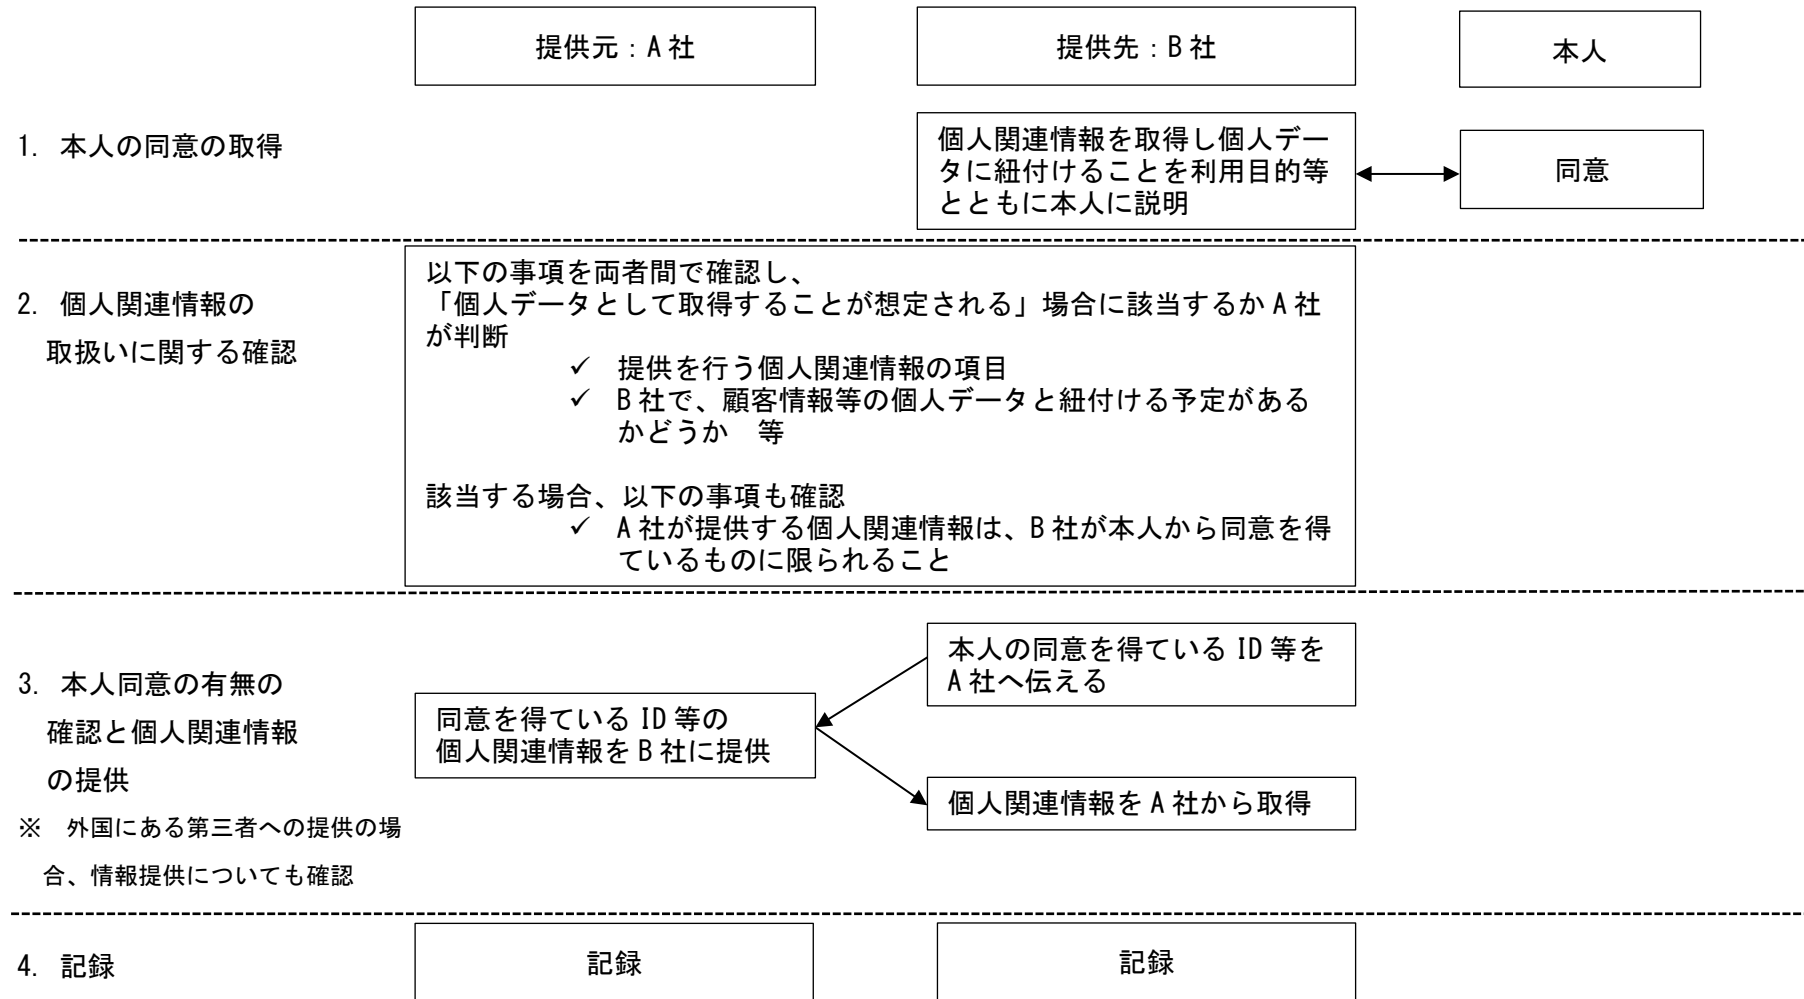 提供元：A 社
提供先：B 社
本人
1. 本人の同意の取得
個人関連情報を取得し個人デー
タに紐付けることを利用目的等
とともに本人に説明
同意
2. 個人関連情報の
取扱いに関する確認
以下の事項を両者間で確認し、
「個人データとして取得することが想定される」場合に該当するか A 社
が判断
✓ 提供を行う個人関連情報の項目
✓ B 社で、顧客情報等の個人データと紐付ける予定がある
かどうか　等
該当する場合、以下の事項も確認
✓ A 社が提供する個人関連情報は、B 社が本人から同意を得
ているものに限られること
3. 本人同意の有無の
確認と個人関連情報
の提供
※　外国にある第三者への提供の場
合、情報提供についても確認
本人の同意を得ている ID 等を
A 社へ伝える
同意を得ている ID 等の
個人関連情報を B 社に提供
個人関連情報を A 社から取得
4. 記録
記録
記録